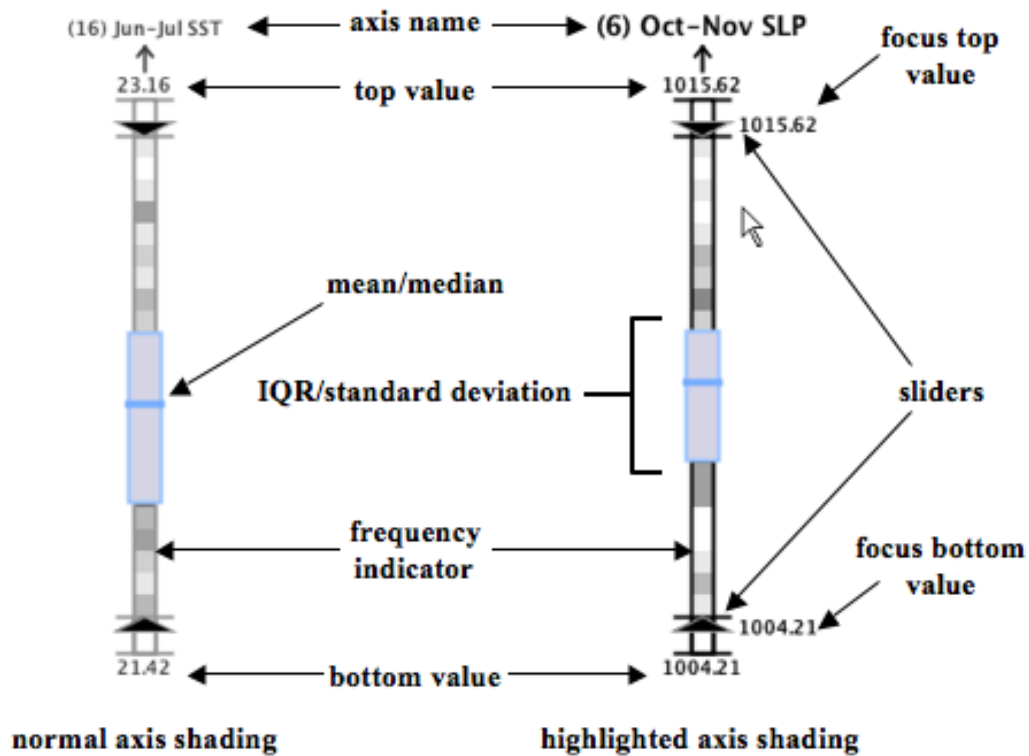 (16) Jun-Jul SST
axis name
(6) Oct-Nov SLP
focus top
value
23.16
top value
1015.62
1015.62
mean/median
IQR/standard deviation
sliders
frequency
indicator
focus bottom
value
1004.21
21.42
bottom value
1004.21
normal axis shading
highlighted axis shading